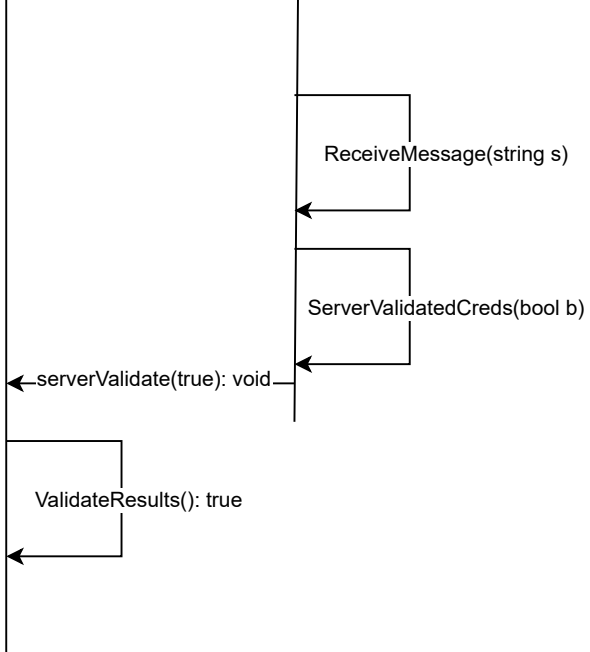 ReceiveMessage(string s)
ServerValidatedCreds(bool b)
serverValidate(true): void
ValidateResults(): true